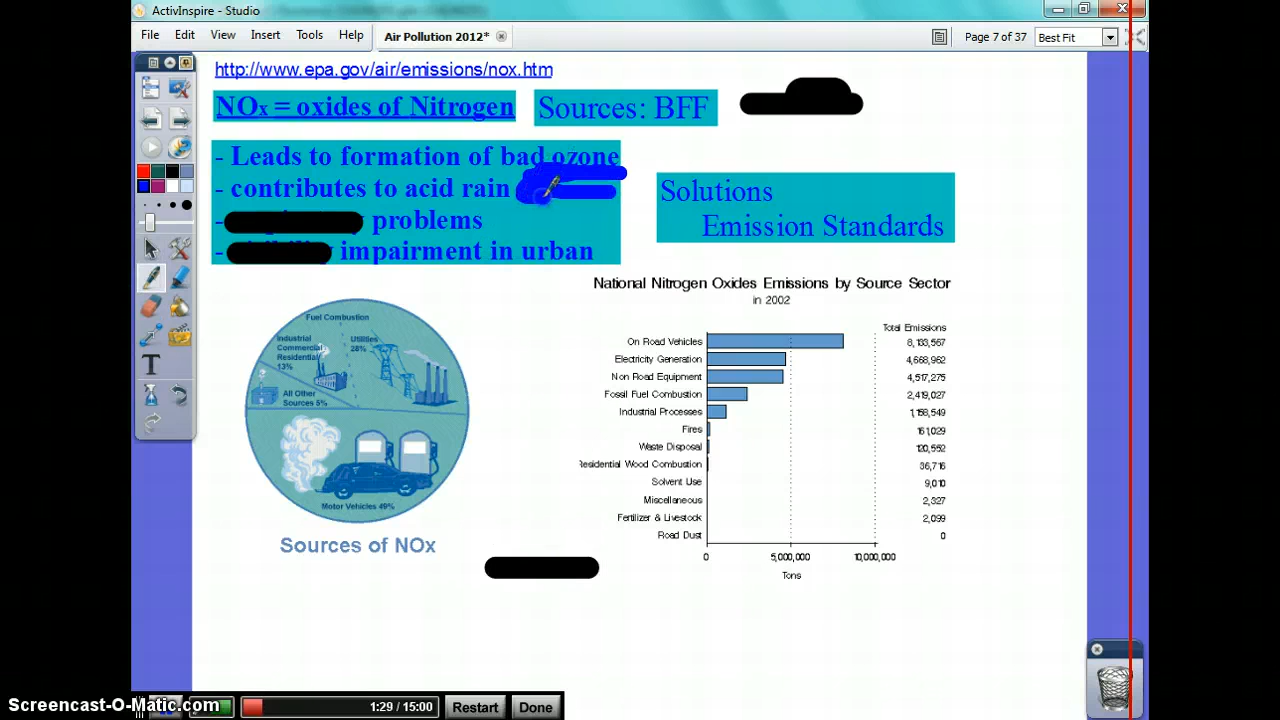 ActivInspire - Studio
File Edit View Insert Tools Help
Air Pollution 2012*
Page 7 of 37
Best Fit
http://www.epa.gov/air/emissions/nox.htm
NOx = oxides of Nitrogen
Sources: BFF
- Leads to formation of bad ozone
- contributes to acid rain
- problems
- impairment in urban
Solutions
Emission Standards
Fuel Combustion
Industrial
Commercial
Residential
13%
Utilities
28%
All Other
Sources 5%
Motor Vehicles 49%
Sources of NOx
National Nitrogen Oxides Emissions by Source Sector
in 2002
Total Emissions
On Road Vehicles 8,133,567
Electricity Generation 4,668,962
Non Road Equipment 4,517,275
Fossil Fuel Combustion 2,419,027
Industrial Processes
Fires 161,029
Waste Disposal 120,552
Residential Wood Combustion 36,716
Solvent Use 9,010
Miscellaneous 2,327
Fertilizer & Livestock 2,099
Road Dust 0
0 5,000,000 10,000,000
Tons
T
Screencast-O-Matic.com
1:29 / 15:00
Restart
Done